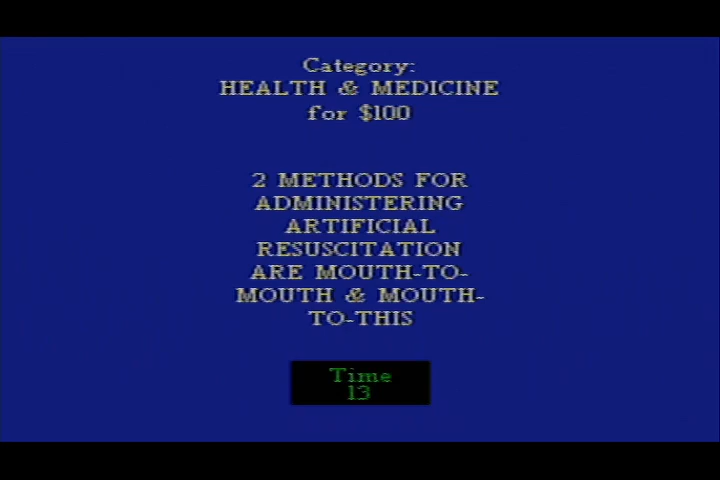 Category:
HEALTH & MEDICINE
for $100
2 METHODS FOR
ADMINISTERING
ARTIFICIAL
RESUSCITATION
ARE MOUTH-TO-
MOUTH & MOUTH-
TO-THIS
Time
13